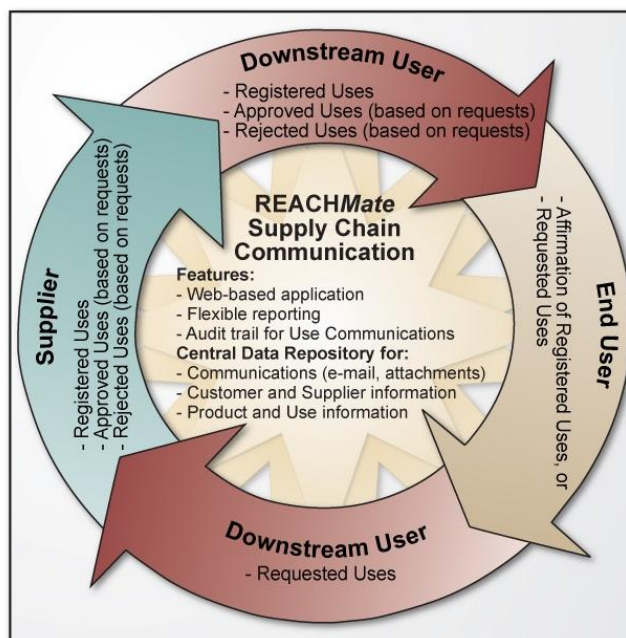 Downstream User
- Registered Uses
- Approved Uses (based on requests)
- Rejected Uses (based on requests)
REACHMate
Supply Chain
Communication
Features:
- Web-based application
- Flexible reporting
- Audit trail for Use Communications
Central Data Repository for:
- Communications (e-mail, attachments)
- Customer and Supplier information
- Product and Use information
End User
- Affirmation of Registered Uses, or
- Requested Uses
Downstream User
- Requested Uses
Supplier
- Registered Uses
- Approved Uses (based on requests)
- Rejected Uses (based on requests)